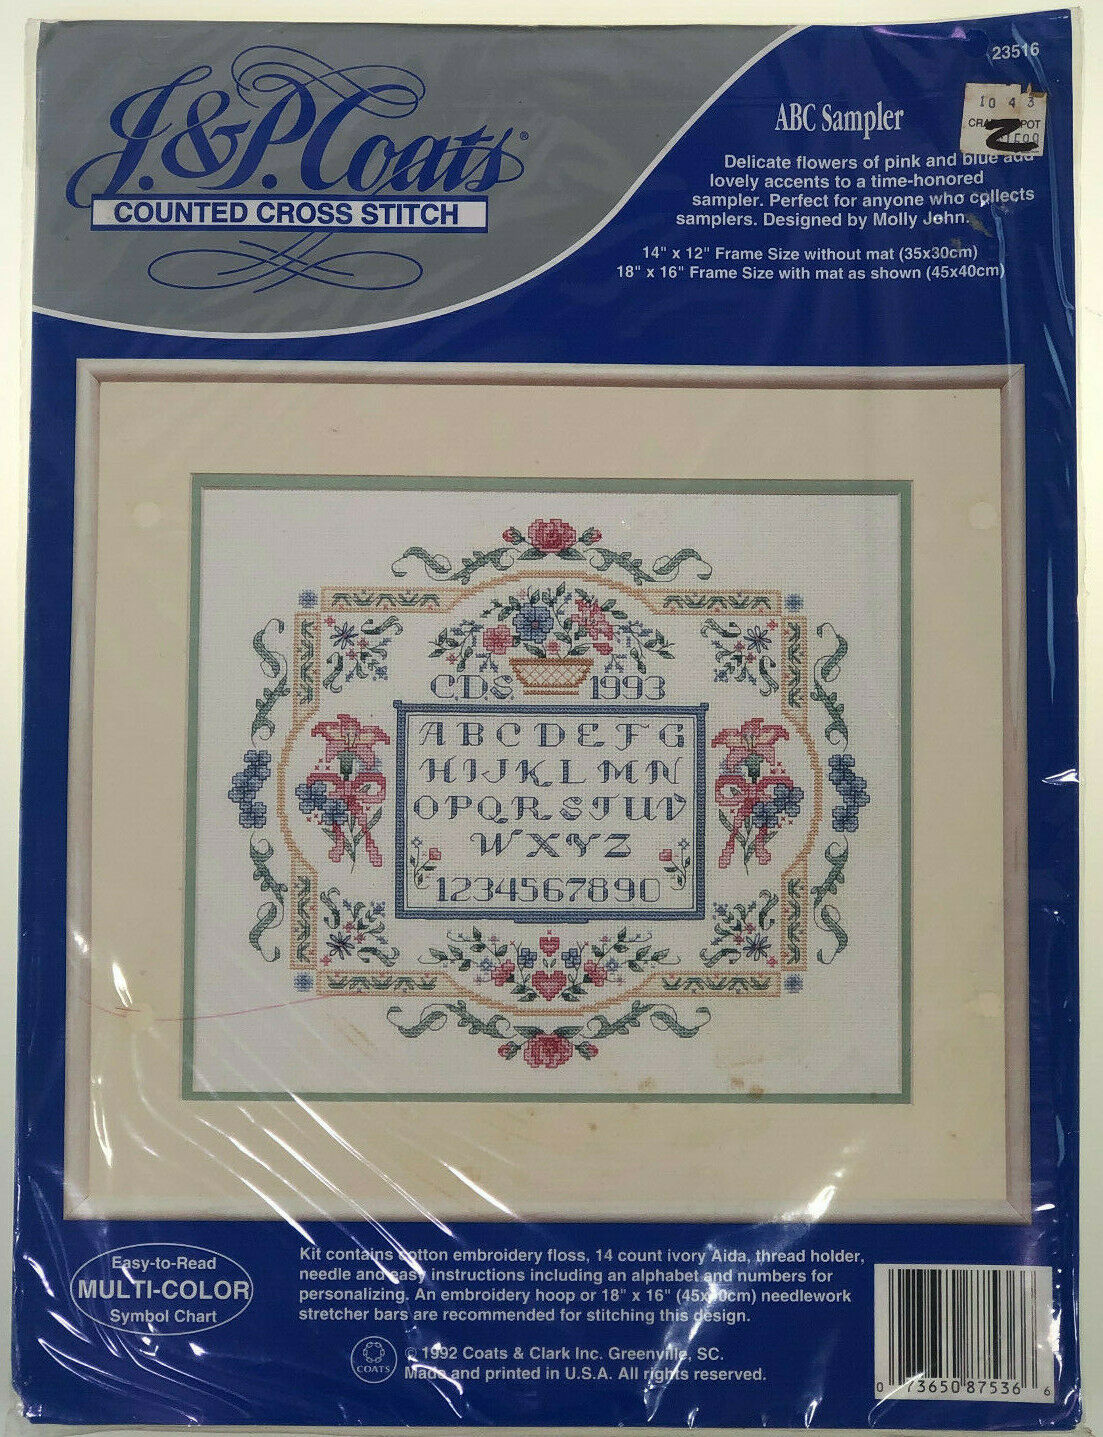 23516
J.&P. Coats®
COUNTED CROSS STITCH
ABC Sampler
10 4 3
Delicate flowers of pink and blue add
lovely accents to a time-honored
sampler. Perfect for anyone who collects
samplers. Designed by Molly John.
14" x 12" Frame Size without mat (35x30cm)
18" x 16" Frame Size with mat as shown (45x40cm)
C.D.S. 1993
A B C D E F G
H I J K L M N
O P Q R S T U V
W X Y Z
1234567890
Easy-to-Read
MULTI-COLOR
Symbol Chart
Kit contains cotton embroidery floss, 14 count ivory Aida, thread holder,
needle and easy instructions including an alphabet and numbers for
personalizing. An embroidery hoop or 18" x 16" (45x40cm) needlework
stretcher bars are recommended for stitching this design.
COATS
© 1992 Coats & Clark Inc. Greenville, SC.
Made and printed in U.S.A. All rights reserved.
0 73650 87536 6